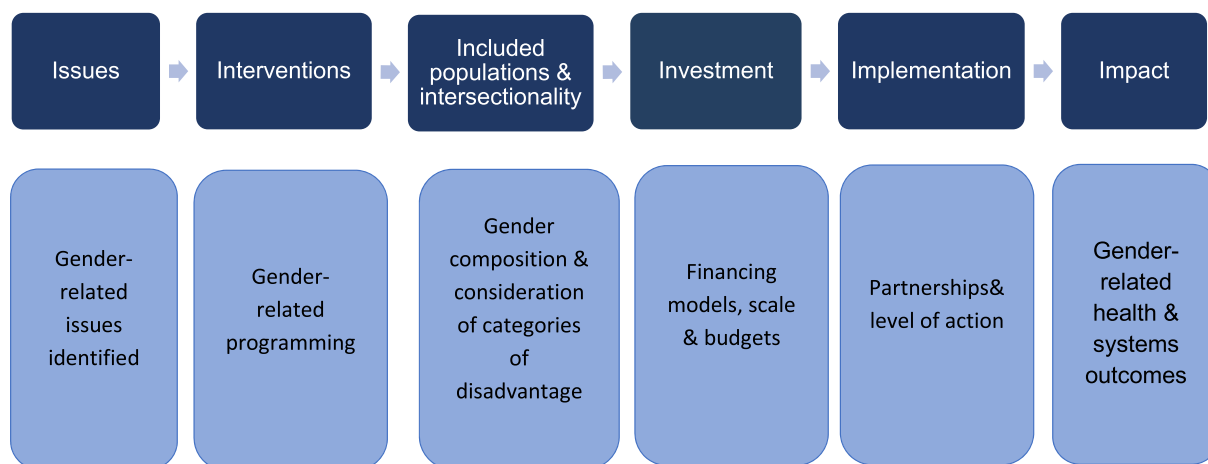 Issues
Interventions
Included
populations &
intersectionality
Investment
Implementation
Impact
Gender-
related
issues
identified
Gender-
related
programming
Gender
composition &
consideration
of categories
of
disadvantage
Financing
models, scale
& budgets
Partnerships&
level of action
Gender-
related
health &
systems
outcomes